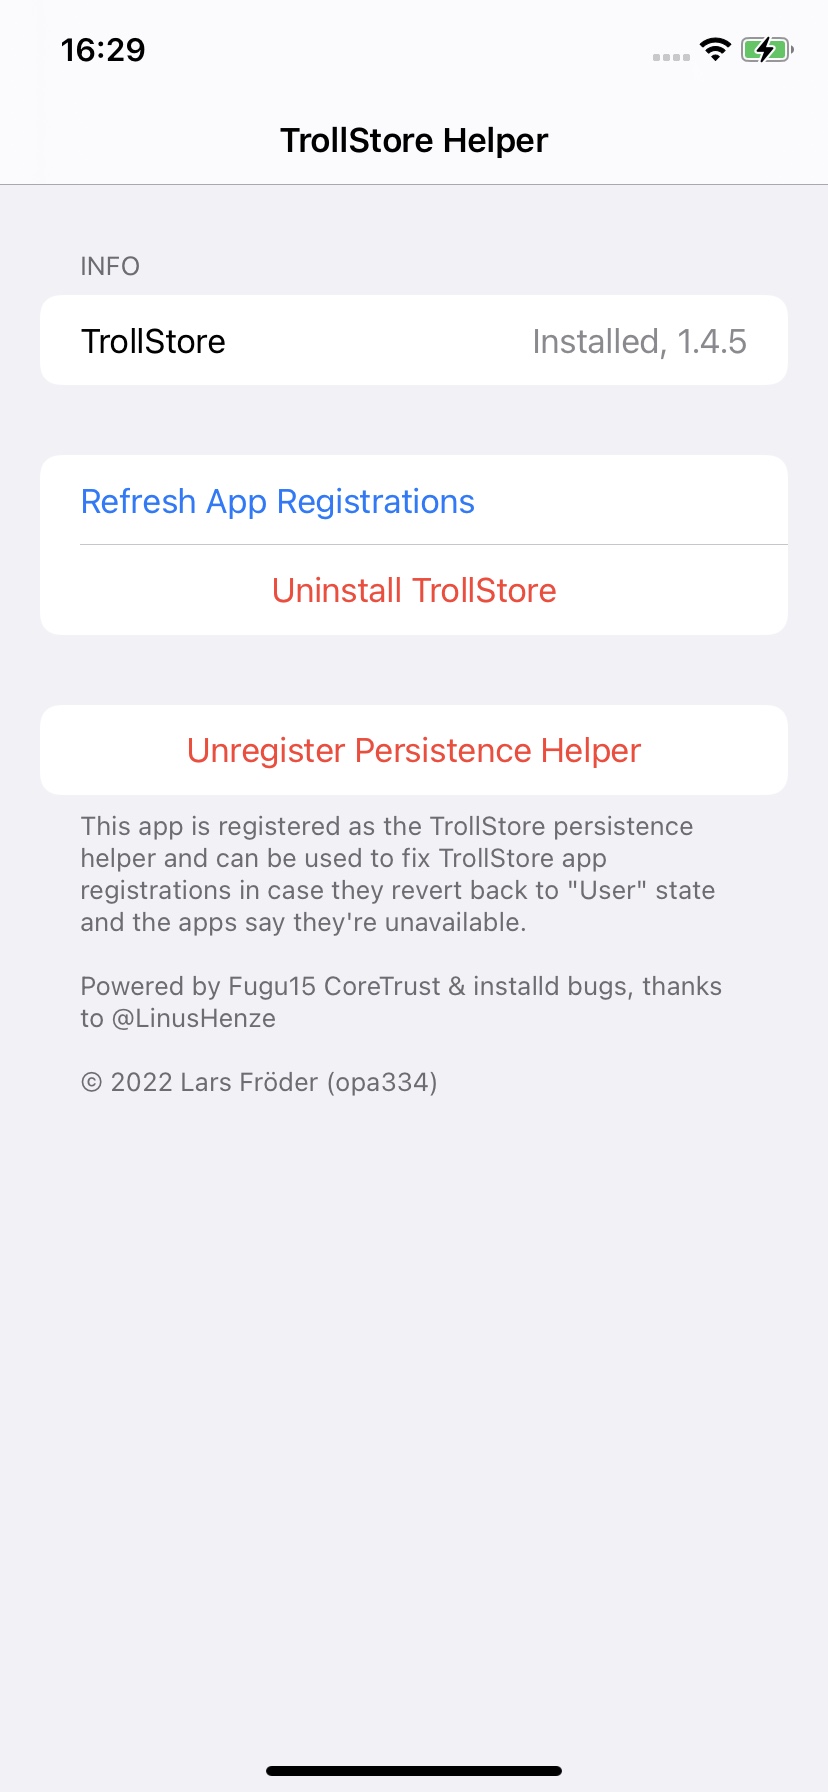 16:29
TrollStore Helper
INFO
TrollStore Installed, 1.4.5
Refresh App Registrations
Uninstall TrollStore
Unregister Persistence Helper
This app is registered as the TrollStore persistence
helper and can be used to fix TrollStore app
registrations in case they revert back to "User" state
and the apps say they're unavailable.
Powered by Fugu15 CoreTrust & installd bugs, thanks
to @LinusHenze
© 2022 Lars Fröder (opa334)